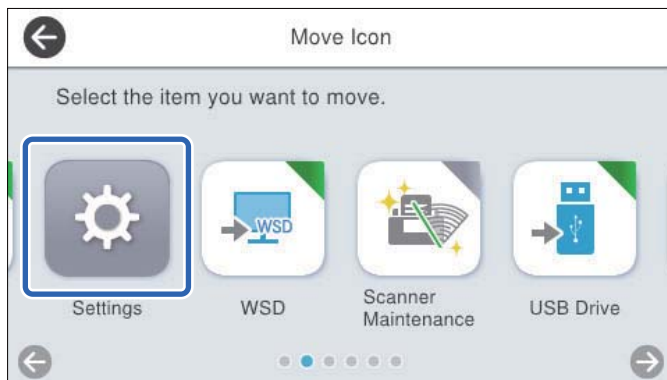 Move Icon
Select the item you want to move.
WSD
Settings
WSD
Scanner
Maintenance
USB Drive